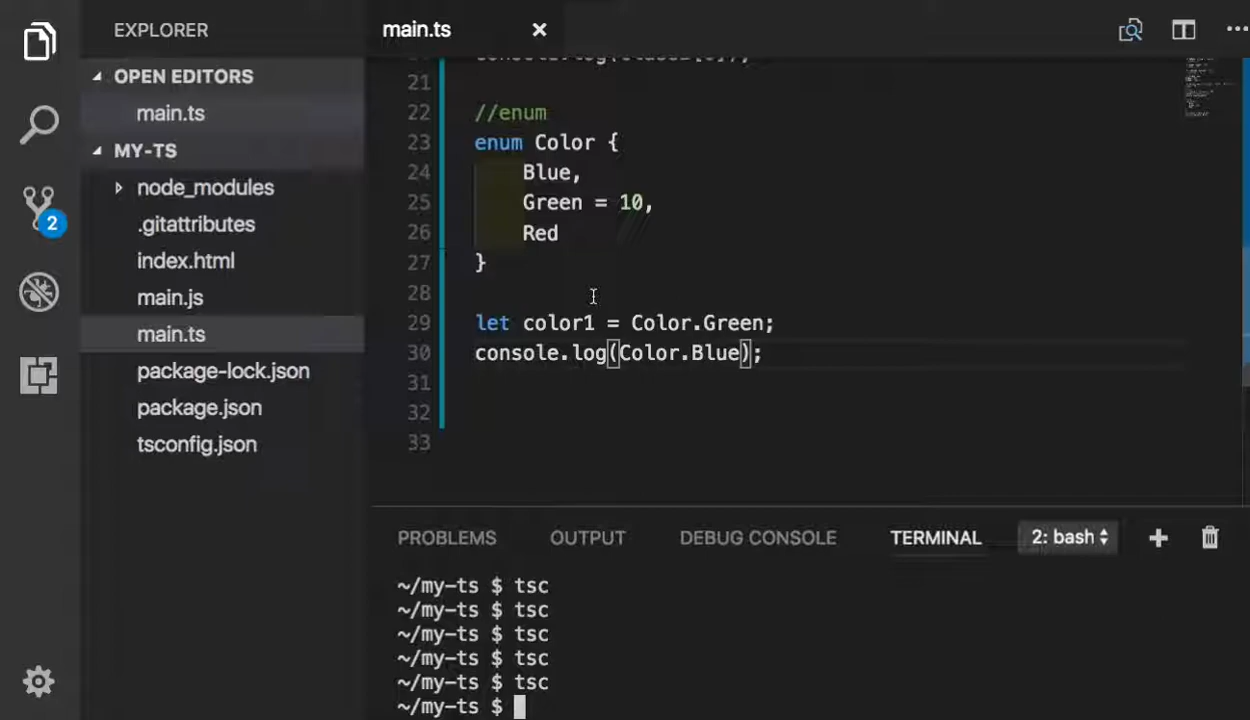 EXPLORER
OPEN EDITORS
main.ts
MY-TS
node_modules
.gitattributes
index.html
main.js
main.ts
package-lock.json
package.json
tsconfig.json
2
main.ts
21
22 //enum
23 enum Color {
24 Blue,
25 Green = 10,
26 Red
27 }
28
29 let color1 = Color.Green;
30 console.log(Color.Blue);
31
32
33
PROBLEMS OUTPUT DEBUG CONSOLE TERMINAL 2: bash
~/my-ts $ tsc
~/my-ts $ tsc
~/my-ts $ tsc
~/my-ts $ tsc
~/my-ts $ tsc
~/my-ts $